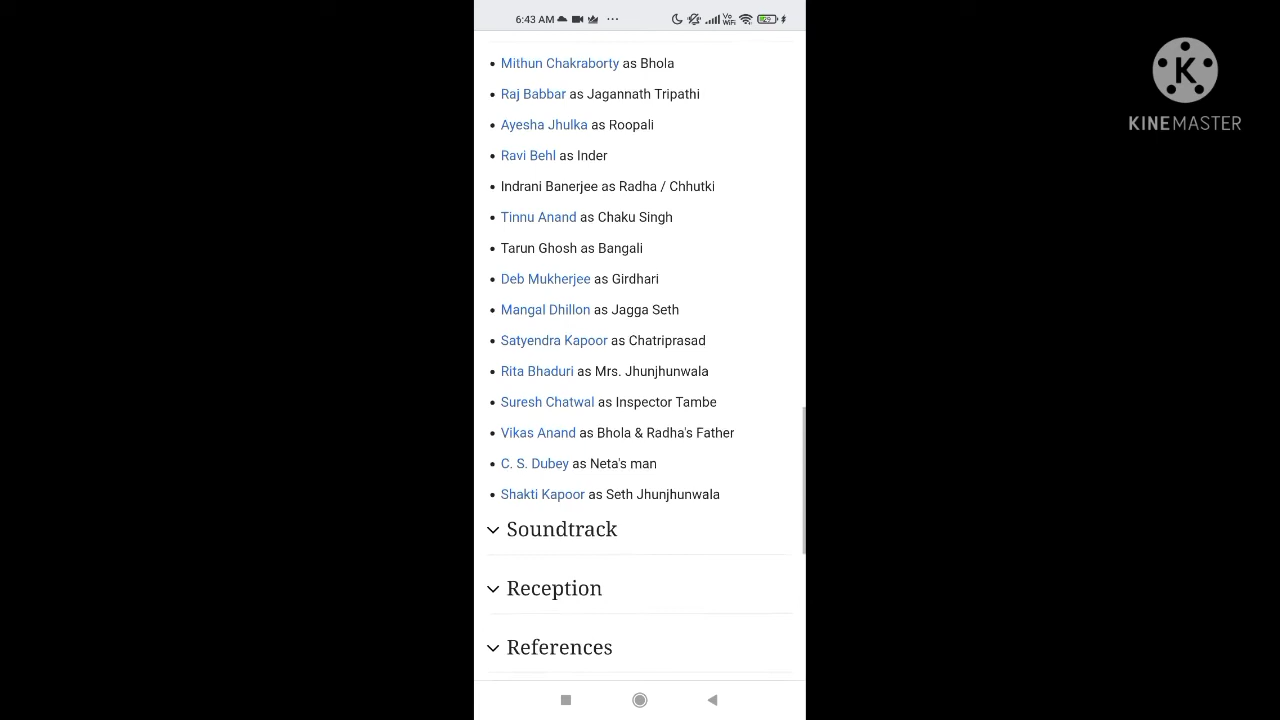 6:43 AM
Vo
WiFi
Mithun Chakraborty as Bhola
Raj Babbar as Jagannath Tripathi
Ayesha Jhulka as Roopali
Ravi Behl as Inder
Indrani Banerjee as Radha / Chhutki
Tinnu Anand as Chaku Singh
Tarun Ghosh as Bangali
Deb Mukherjee as Girdhari
Mangal Dhillon as Jagga Seth
Satyendra Kapoor as Chatriprasad
Rita Bhaduri as Mrs. Jhunjhunwala
Suresh Chatwal as Inspector Tambe
Vikas Anand as Bhola & Radha's Father
C. S. Dubey as Neta's man
Shakti Kapoor as Seth Jhunjhunwala
Soundtrack
Reception
References
K
KINEMASTER